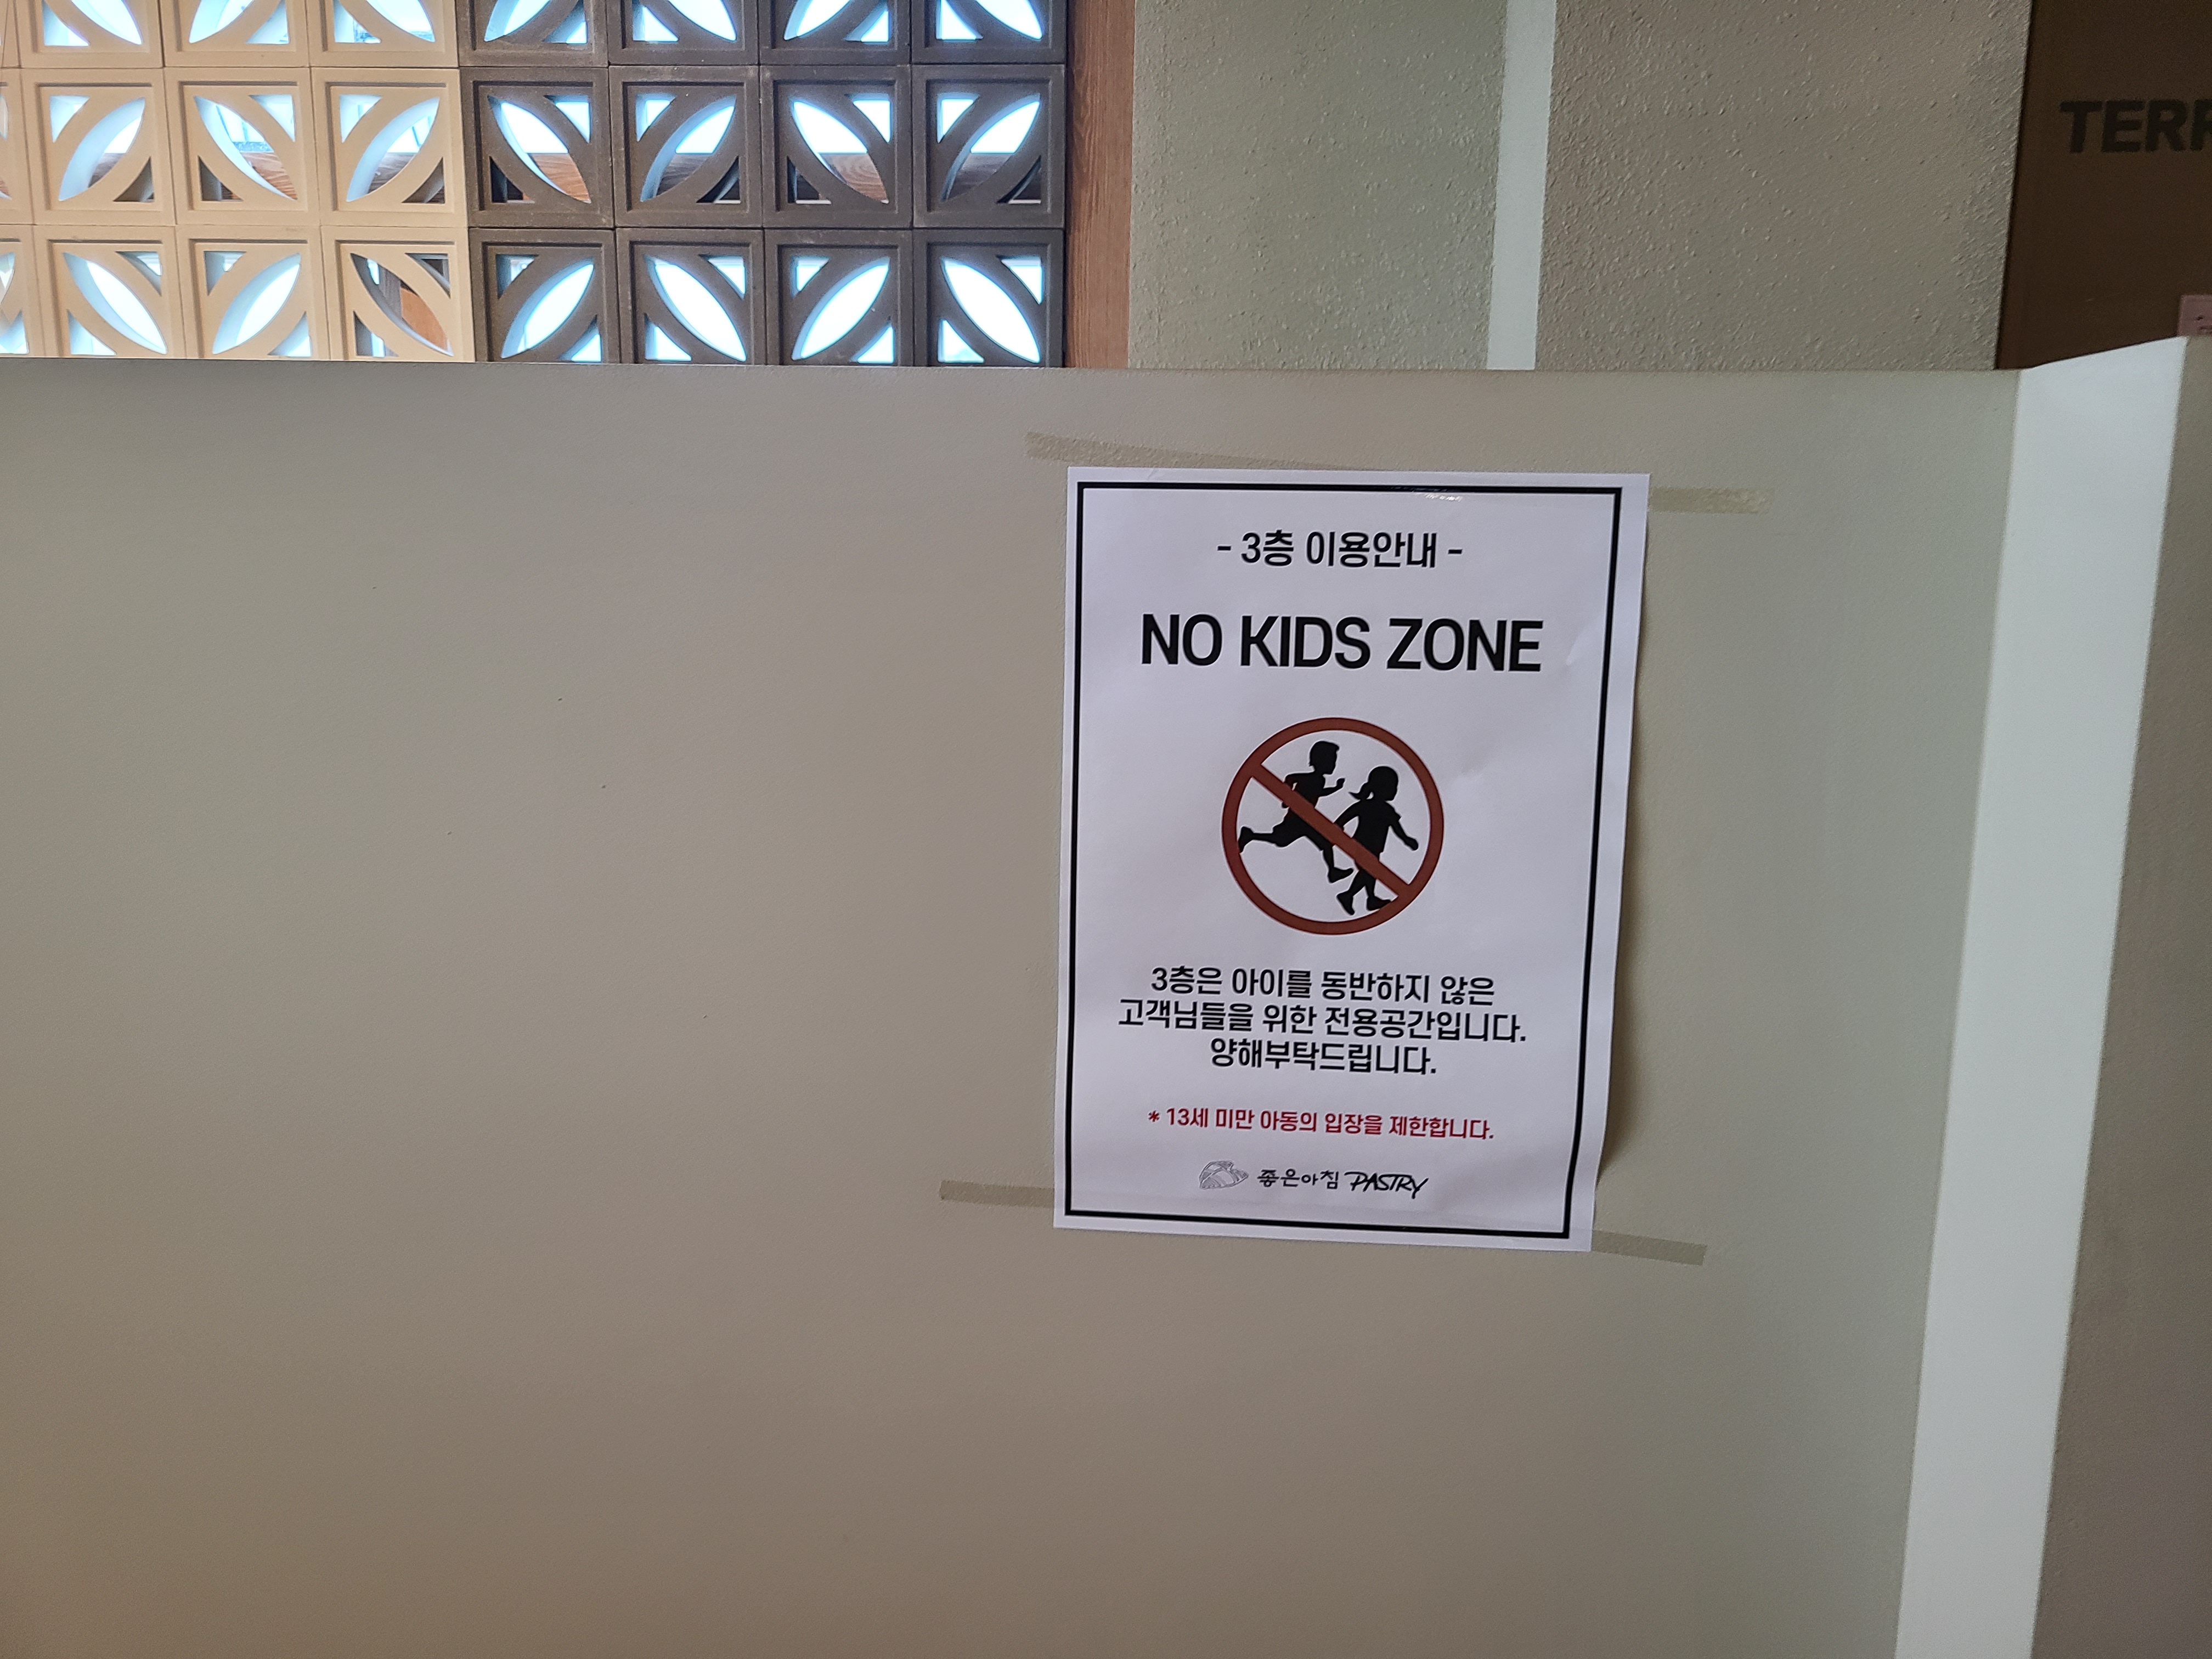 - 3층 이용안내 -
NO KIDS ZONE
3층은 아이를 동반하지 않은
고객님들을 위한 전용공간입니다.
양해부탁드립니다.
* 13세 미만 아동의 입장을 제한합니다.
좋은아침 PASTRY